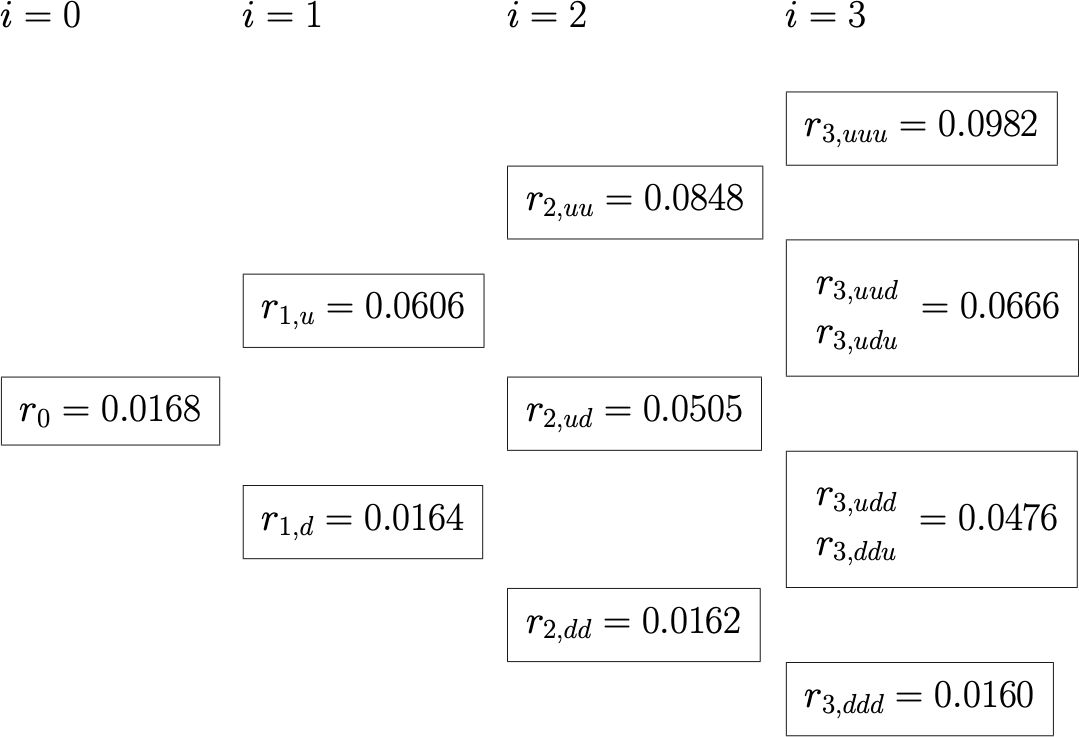 i = 0 i = 1 i = 2 i = 3
r_{3,uuu} = 0.0982
r_{2,uu} = 0.0848
r_{3,uud}
r_{1,u} = 0.0606 = 0.0666
r_{3,udu}
r_0 = 0.0168 r_{2,ud} = 0.0505
r_{3,udd}
r_{1,d} = 0.0164 = 0.0476
r_{3,ddu}
r_{2,dd} = 0.0162
r_{3,ddd} = 0.0160